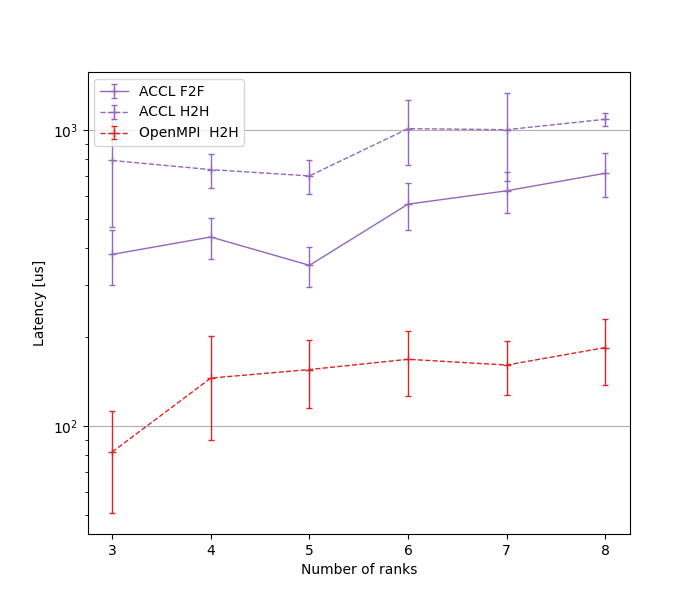 ACCL F2F
ACCL H2H
OpenMPI  H2H
10³
10²
Latency [us]
3 4 5 6 7 8
Number of ranks